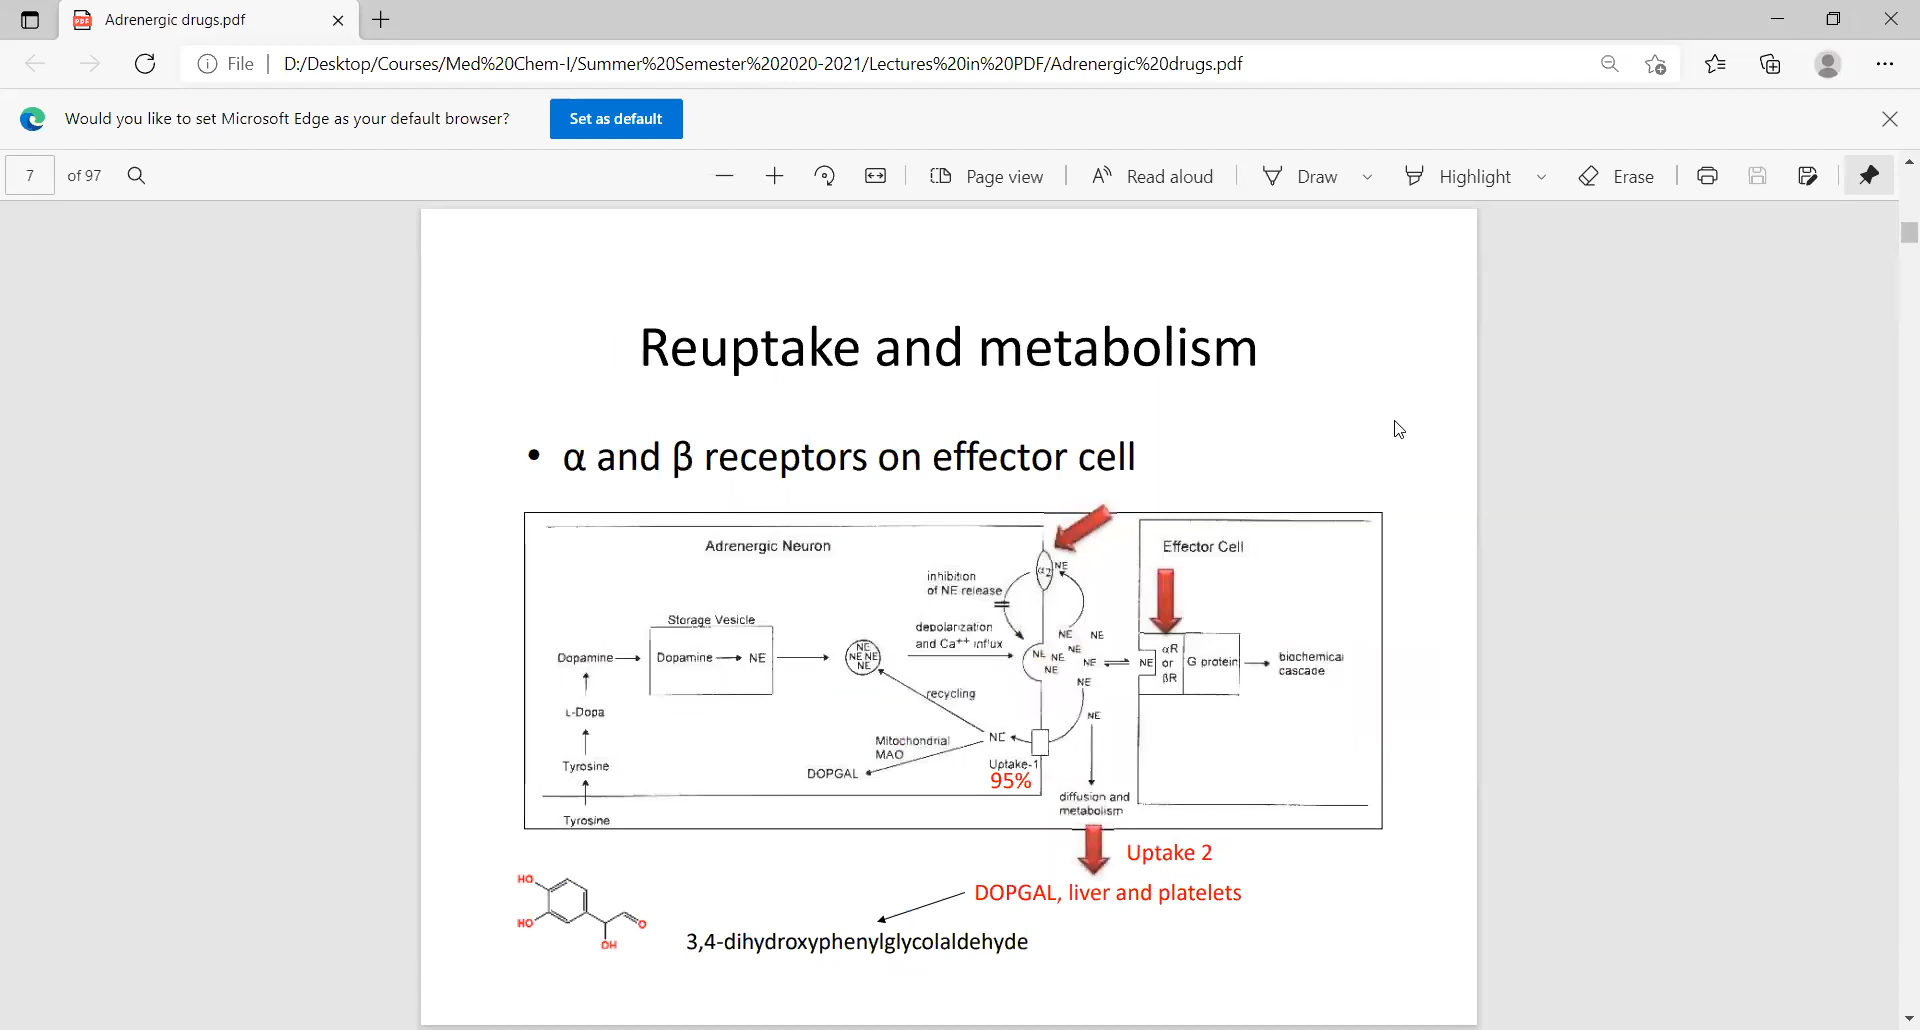 Adrenergic drugs.pdf
File
D:/Desktop/Courses/Med%20Chem-I/Summer%20Semester%202020-2021/Lectures%20in%20PDF/Adrenergic%20drugs.pdf
Would you like to set Microsoft Edge as your default browser?
Set as default
7 of 97
Page view
Read aloud
Draw
Highlight
Erase
Reuptake and metabolism
• α and β receptors on effector cell
Adrenergic Neuron
Effector Cell
α2
NE
inhibition
of NE release
Storage Vesicle
depolarization
and Ca++ influx
Dopamine
Dopamine
NE
NE
NE NE
NE
NE
NE
NE
NE
NE
NE
NE
NE
NE
αR
or
βR
G protein
biochemical
cascade
recycling
L-Dopa
NE
Mitochondrial
MAO
NE
Uptake-1
95%
DOPGAL
Tyrosine
diffusion and
metabolism
Tyrosine
Uptake 2
DOPGAL, liver and platelets
HO
HO
O
OH
3,4-dihydroxyphenylglycolaldehyde